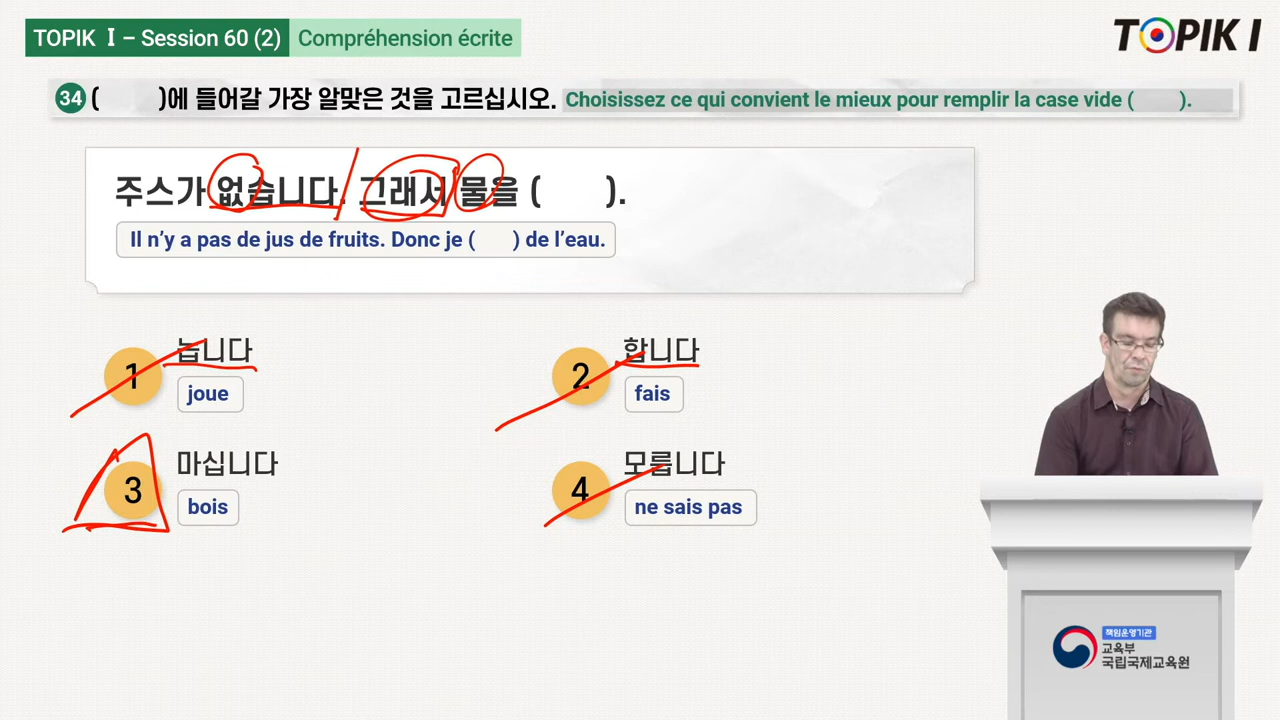 TOPIK Ⅰ – Session 60 (2) Compréhension écrite
TOPIK I
34 ( )에 들어갈 가장 알맞은 것을 고르십시오. Choisissez ce qui convient le mieux pour remplir la case vide ( ).
주스가 없습니다. 그래서 물을 ( ).
Il n’y a pas de jus de fruits. Donc je ( ) de l’eau.
1 놉니다
joue
2 합니다
fais
3 마십니다
bois
4 모릅니다
ne sais pas
책임운영기관
교육부
국립국제교육원